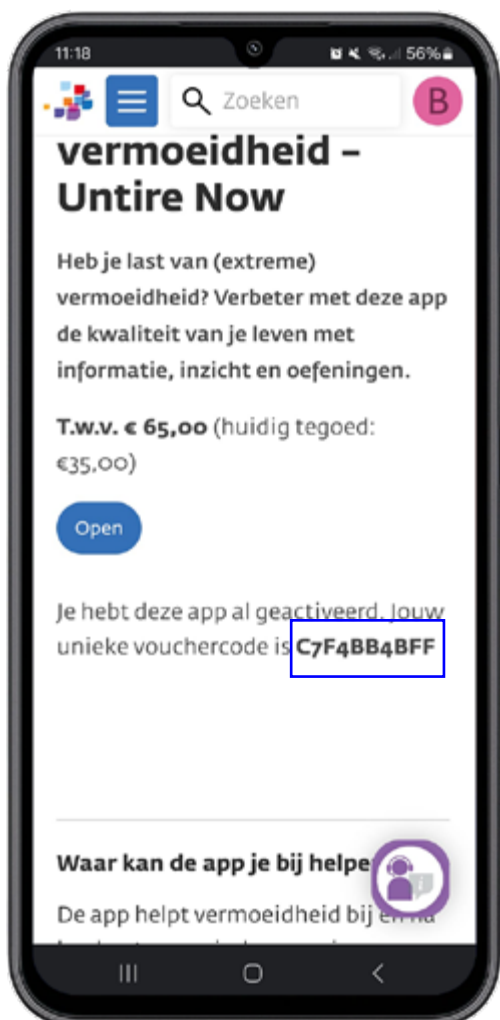 11:18
56%
Zoeken
B
vermoeidheid –
Untire Now
Heb je last van (extreme)
vermoeidheid? Verbeter met deze app
de kwaliteit van je leven met
informatie, inzicht en oefeningen.
T.w.v. € 65,00 (huidig tegoed:
€35,00)
Open
Je hebt deze app al geactiveerd. Jouw
unieke vouchercode is C7F4BB4BFF
Waar kan de app je bij helpe
De app helpt vermoeidheid bij en na